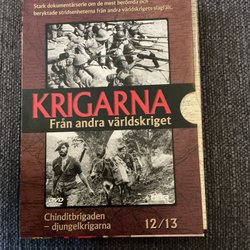 Stark dokumentärserie om de mest berömda och
beryktade stridsenheterna från andra världskrigets slagfält.
KRIGARNA
Från andra världskriget
DVD
Chinditbrigaden
– djungelkrigarna
12/13